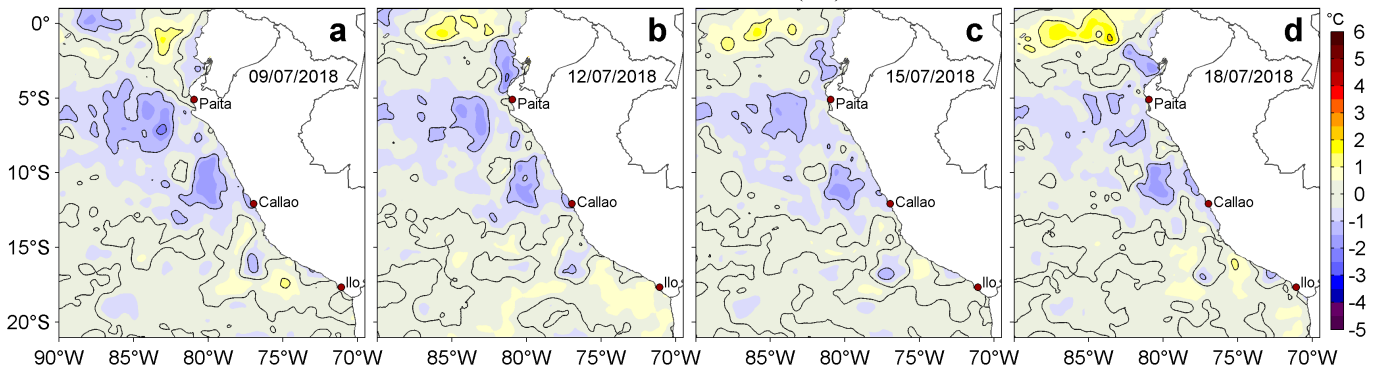 a b c d
°C
09/07/2018 12/07/2018 15/07/2018 18/07/2018
0°
5°S
10°S
15°S
20°S
Paita Paita Paita Paita
Callao Callao Callao Callao
Ilo Ilo Ilo Ilo
90°W 85°W 80°W 75°W 70°W 85°W 80°W 75°W 70°W 85°W 80°W 75°W 70°W 85°W 80°W 75°W 70°W
6
5
4
3
2
1
0
-1
-2
-3
-4
-5